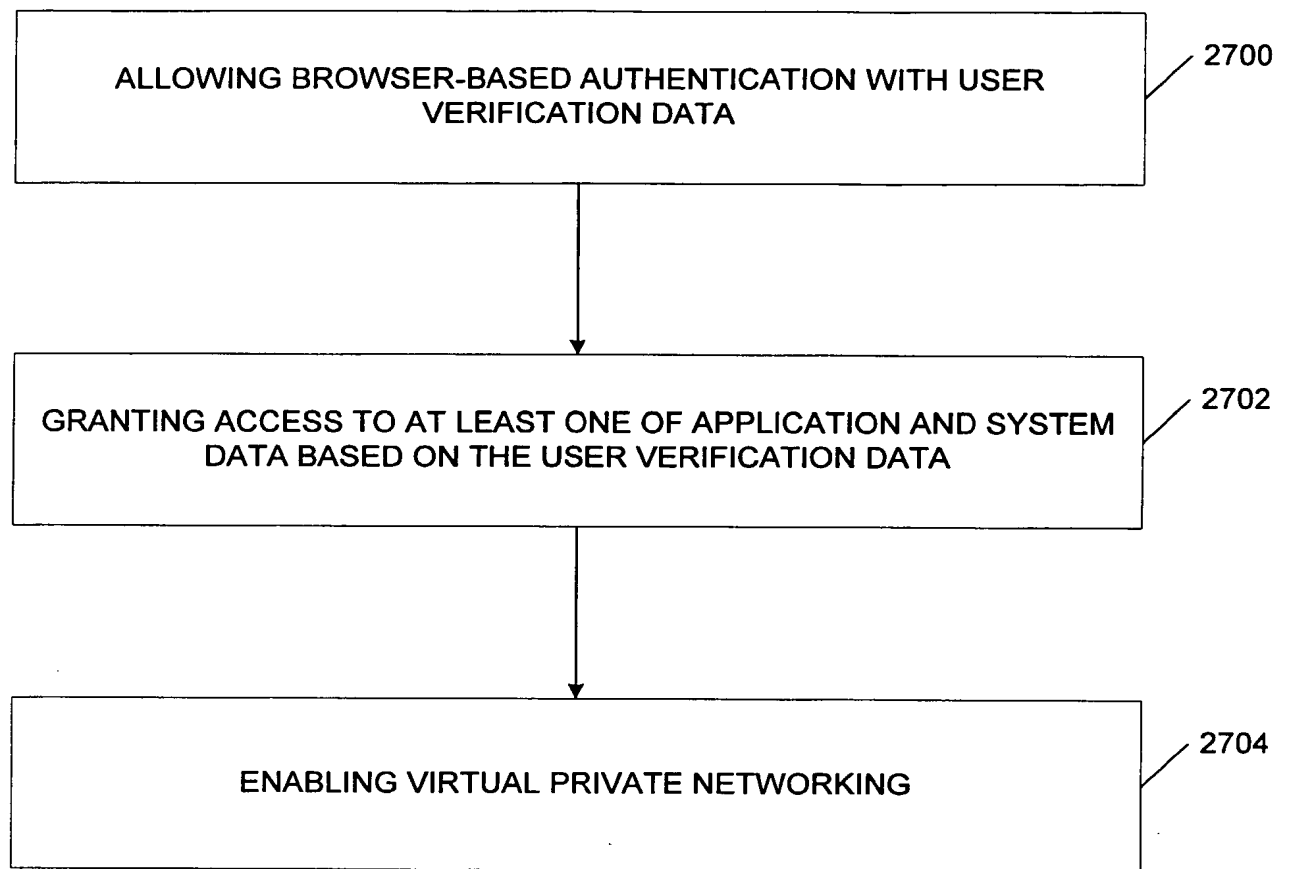 ALLOWING BROWSER-BASED AUTHENTICATION WITH USER
VERIFICATION DATA
2700
GRANTING ACCESS TO AT LEAST ONE OF APPLICATION AND SYSTEM
DATA BASED ON THE USER VERIFICATION DATA
2702
ENABLING VIRTUAL PRIVATE NETWORKING
2704